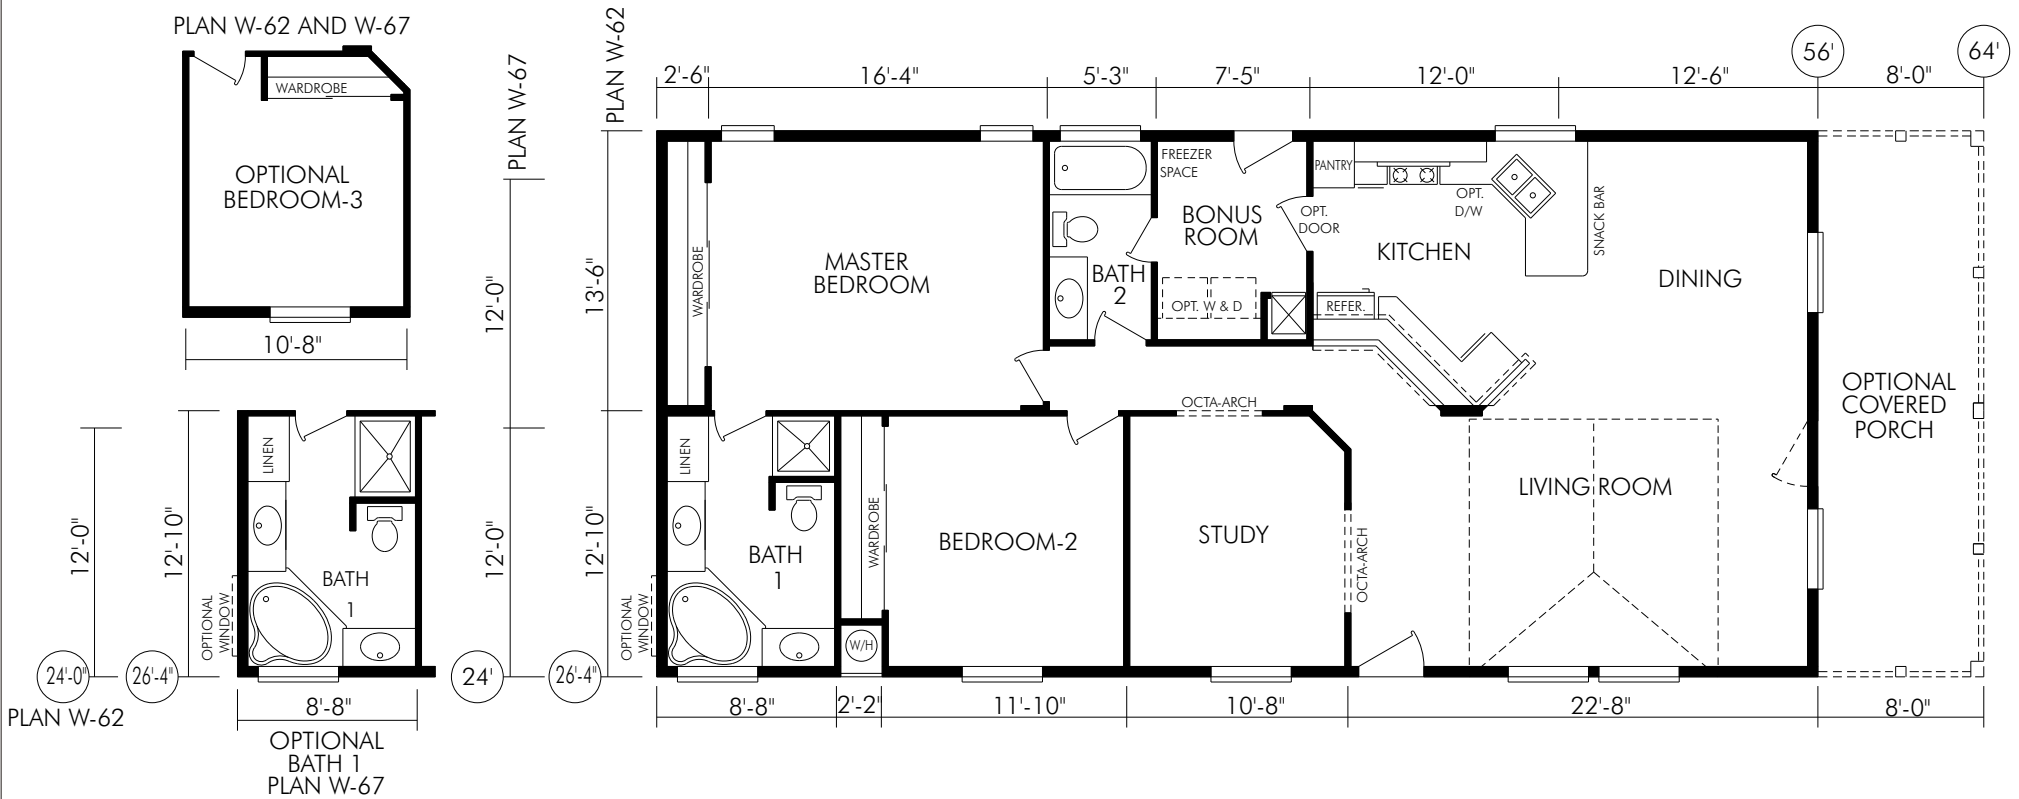 PLAN W-62 AND W-67
WARDROBE
OPTIONAL
BEDROOM-3
10'-8"
LINEN
BATH
1
OPTIONAL
WINDOW
12'-0"
12'-10"
24'-0"
26'-4"
PLAN W-62
8'-8"
OPTIONAL
BATH 1
PLAN W-67
PLAN W-67
12'-0"
12'-0"
24'
PLAN W-62
13'-6"
12'-10"
26'-4"
2'-6"
16'-4"
5'-3"
7'-5"
12'-0"
12'-6"
56'
8'-0"
64'
WARDROBE
MASTER
BEDROOM
BATH
2
FREEZER
SPACE
BONUS
ROOM
OPT. W & D
PANTRY
OPT.
DOOR
OPT.
D/W
SNACK BAR
KITCHEN
REFER.
DINING
OPTIONAL
COVERED
PORCH
OCTA-ARCH
LINEN
BATH
1
OPTIONAL
WINDOW
WARDROBE
W/H
BEDROOM-2
STUDY
OCTA-ARCH
LIVING ROOM
8'-8"
2'-2"
11'-10"
10'-8"
22'-8"
8'-0"